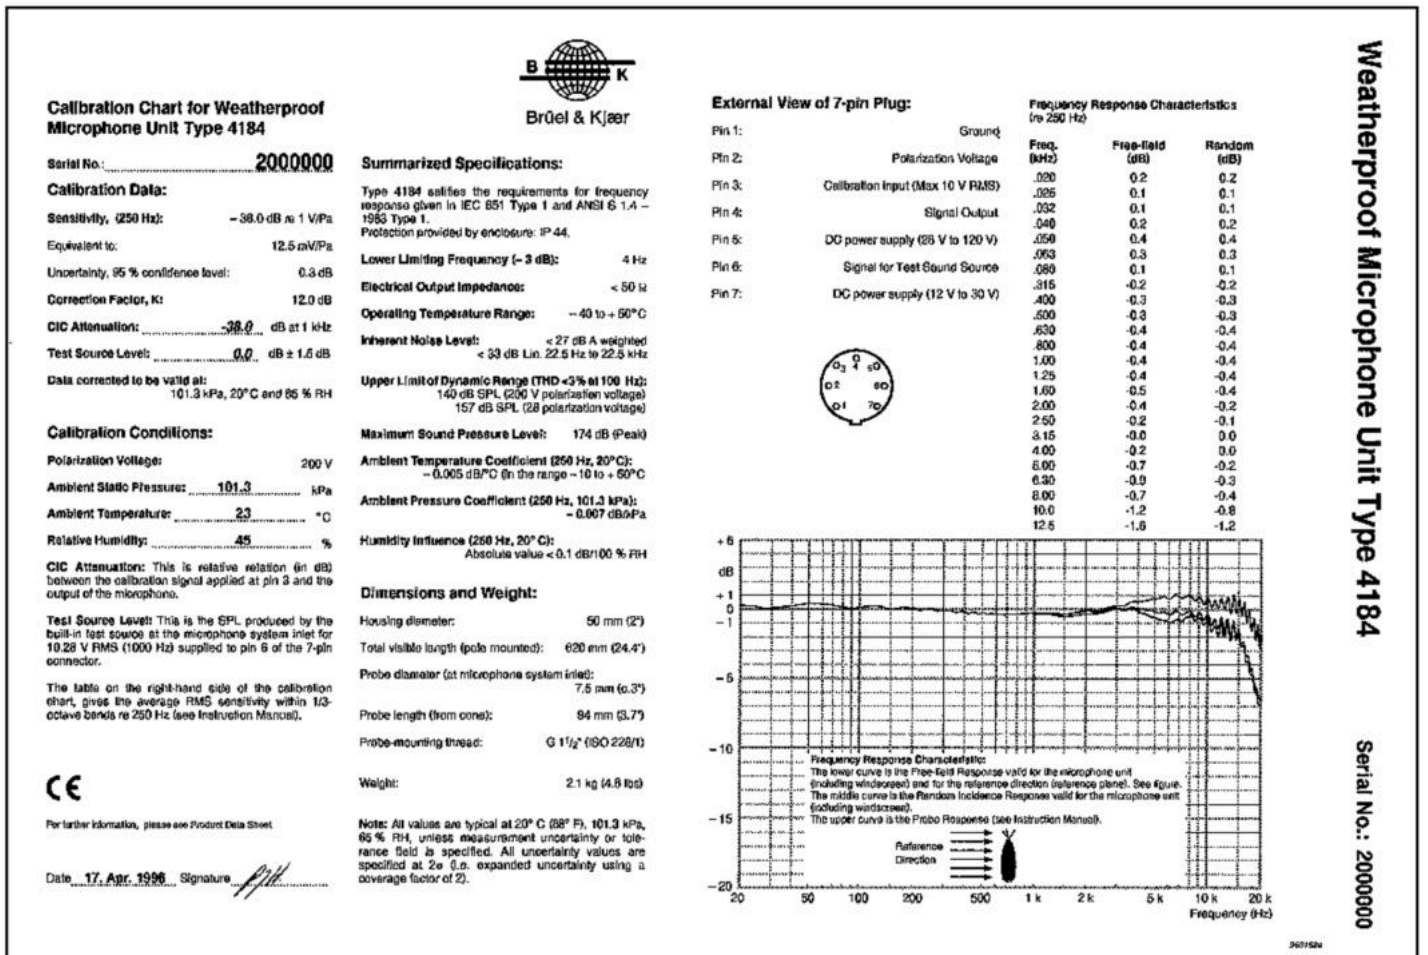 B K
Brüel & Kjær
Calibration Chart for Weatherproof
Microphone Unit Type 4184
Serial No.: 2000000
Calibration Data:
Sensitivity, (250 Hz): – 38.0 dB re 1 V/Pa
Equivalent to: 12.5 mV/Pa
Uncertainty, 95 % confidence level: 0.3 dB
Correction Factor, K: 12.0 dB
CIC Attenuation: -38.0 dB at 1 kHz
Test Source Level: 0.0 dB ± 1.5 dB
Data corrected to be valid at:
101.3 kPa, 20°C and 65 % RH
Calibration Conditions:
Polarization Voltage: 200 V
Ambient Static Pressure: 101.3 kPa
Ambient Temperature: 23 °C
Relative Humidity: 45 %
CIC Attenuation: This is relative relation (in dB)
between the calibration signal applied at pin 3 and the
output of the microphone.
Test Source Level: This is the SPL produced by the
built-in test source at the microphone system inlet for
10.28 V RMS (1000 Hz) supplied to pin 6 of the 7-pin
connector.
The table on the right-hand side of the calibration
chart, gives the average RMS sensitivity within 1/3-
octave bands re 250 Hz (see Instruction Manual).
CE
For further information, please see Product Data Sheet
Date 17. Apr. 1996 Signature
Summarized Specifications:
Type 4184 satifies the requirements for frequency
response given in IEC 651 Type 1 and ANSI S 1.4 –
1983 Type 1.
Protection provided by enclosure: IP 44.
Lower Limiting Frequency (– 3 dB): 4 Hz
Electrical Output Impedance: < 50 Ω
Operating Temperature Range: – 40 to + 60°C
Inherent Noise Level: < 27 dB A weighted
< 33 dB Lin. 22.5 Hz to 22.5 kHz
Upper Limit of Dynamic Range (THD <3% at 100 Hz):
140 dB SPL (200 V polarization voltage)
157 dB SPL (28 polarization voltage)
Maximum Sound Pressure Level: 174 dB (Peak)
Ambient Temperature Coefficient (250 Hz, 20°C):
– 0.005 dB/°C (in the range – 10 to + 60°C
Ambient Pressure Coefficient (250 Hz, 101.3 kPa):
– 0.007 dB/kPa
Humidity Influence (250 Hz, 20° C):
Absolute value < 0.1 dB/100 % RH
Dimensions and Weight:
Housing diameter: 50 mm (2")
Total visible length (pole mounted): 620 mm (24.4")
Probe diamater (at microphone system inlet):
7.5 mm (o.3")
Probe length (from cone): 94 mm (3.7")
Probe-mounting thread: G 1½" (ISO 228/1)
Weight: 2.1 kg (4.6 lbs)
Note: All values are typical at 20° C (68° F), 101.3 kPa,
65 % RH, unless measurement uncertainty or tole-
rance field is specified. All uncertainty values are
specified at 2σ (i.e. expanded uncertainty using a
coverage factor of 2).
External View of 7-pin Plug:
Pin 1: Ground
Pin 2: Polarization Voltage
Pin 3: Calibration Input (Max 10 V RMS)
Pin 4: Signal Output
Pin 5: DC power supply (28 V to 120 V)
Pin 6: Signal for Test Sound Source
Pin 7: DC power supply (12 V to 30 V)
3 4 5
2 6
1 7
Frequency Response Characteristics
(re 250 Hz)
Freq. Free-field Random
(kHz) (dB) (dB)
.020 0.2 0.2
.025 0.1 0.1
.032 0.1 0.1
.040 0.2 0.2
.050 0.4 0.4
.063 0.3 0.3
.080 0.1 0.1
.315 -0.2 -0.2
.400 -0.3 -0.3
.500 -0.3 -0.3
.630 -0.4 -0.4
.800 -0.4 -0.4
1.00 -0.4 -0.4
1.25 -0.4 -0.4
1.60 -0.5 -0.4
2.00 -0.4 -0.2
2.50 -0.2 -0.1
3.15 -0.0 0.0
4.00 -0.2 0.0
5.00 -0.7 -0.2
6.30 -0.9 -0.3
8.00 -0.7 -0.4
10.0 -1.2 -0.8
12.5 -1.6 -1.2
+ 6
dB
+ 1
0
– 1
– 5
– 10
– 15
– 20
Frequency Response Characteristic:
The lower curve is the Free-field Response valid for the microphone unit
(including windscreen) and for the reference direction (reference plane). See figure.
The middle curve is the Random Incidence Response valid for the microphone unit
(including windscreen).
The upper curve is the Probe Response (see Instruction Manual).
Reference
Direction
20 50 100 200 500 1 k 2 k 5 k 10 k 20 k
Frequency (Hz)
Weatherproof Microphone Unit Type 4184 Serial No.: 2000000